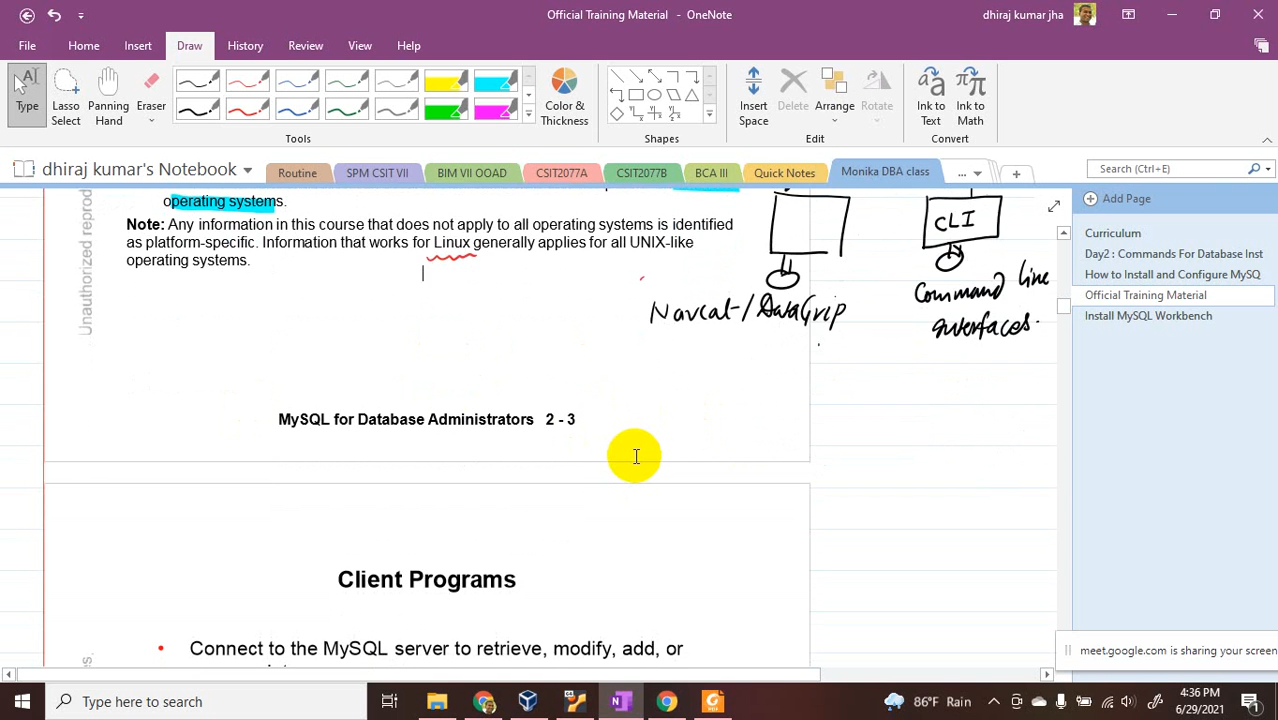 Official Training Material - OneNote
dhiraj kumar jha
File Home Insert Draw History Review View Help
Type
Lasso Select
Panning Hand
Eraser
Color & Thickness
Insert Space
Delete
Arrange
Rotate
Ink to Text
Ink to Math
Tools
Shapes
Edit
Convert
dhiraj kumar's Notebook
Routine
SPM CSIT VII
BIM VII OOAD
CSIT2077A
CSIT2077B
BCA III
Quick Notes
Monika DBA class
...
Search (Ctrl+E)
Add Page
Curriculum
Day2 : Commands For Database Inst
How to Install and Configure MySQ
Official Training Material
Install MySQL Workbench
Unauthorized reprod
operating systems.
Note: Any information in this course that does not apply to all operating systems is identified
as platform-specific. Information that works for Linux generally applies for all UNIX-like
operating systems.
CLI
Navcat-/DataGrip
Command line
interfaces.
MySQL for Database Administrators 2 - 3
Client Programs
• Connect to the MySQL server to retrieve, modify, add, or
meet.google.com is sharing your screen
Type here to search
86°F Rain
4:36 PM
6/29/2021